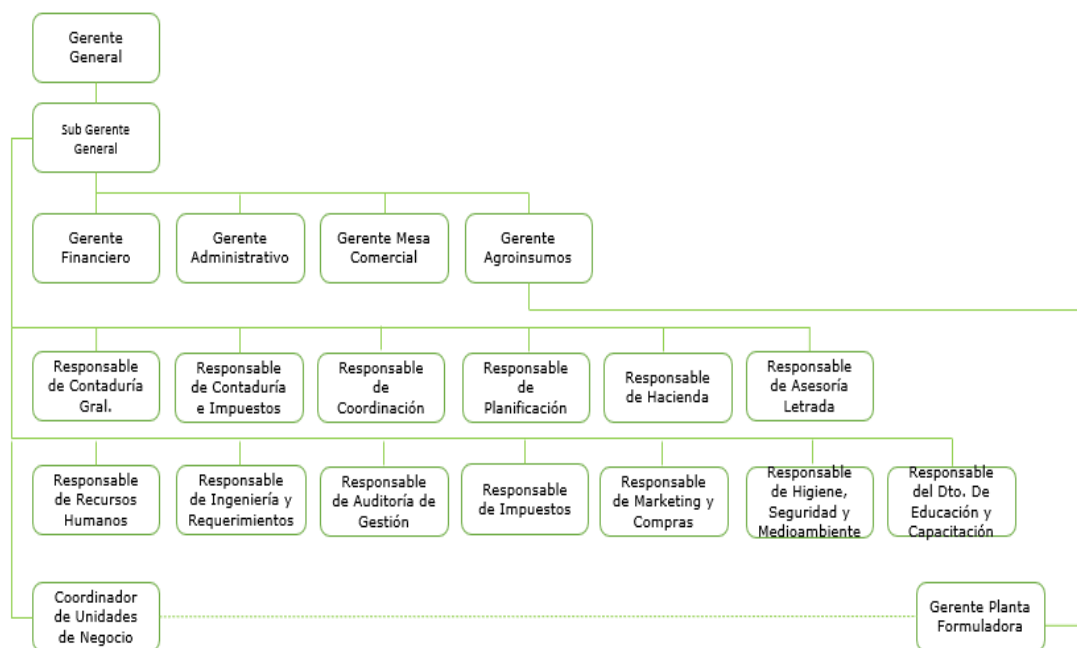 Gerente
General
Sub Gerente
General
Gerente
Financiero
Gerente
Administrativo
Gerente Mesa
Comercial
Gerente
Agroinsumos
Responsable
de Contaduría
Gral.
Responsable
de Contaduría
e Impuestos
Responsable
de
Coordinación
Responsable
de
Planificación
Responsable
de Hacienda
Responsable
de Asesoría
Letrada
Responsable
de Recursos
Humanos
Responsable
de Ingeniería y
Requerimientos
Responsable
de Auditoría de
Gestión
Responsable
de Impuestos
Responsable
de Marketing y
Compras
Responsable
de Higiene,
Seguridad y
Medioambiente
Responsable
del Dto. De
Educación y
Capacitación
Coordinador
de Unidades
de Negocio
Gerente Planta
Formuladora